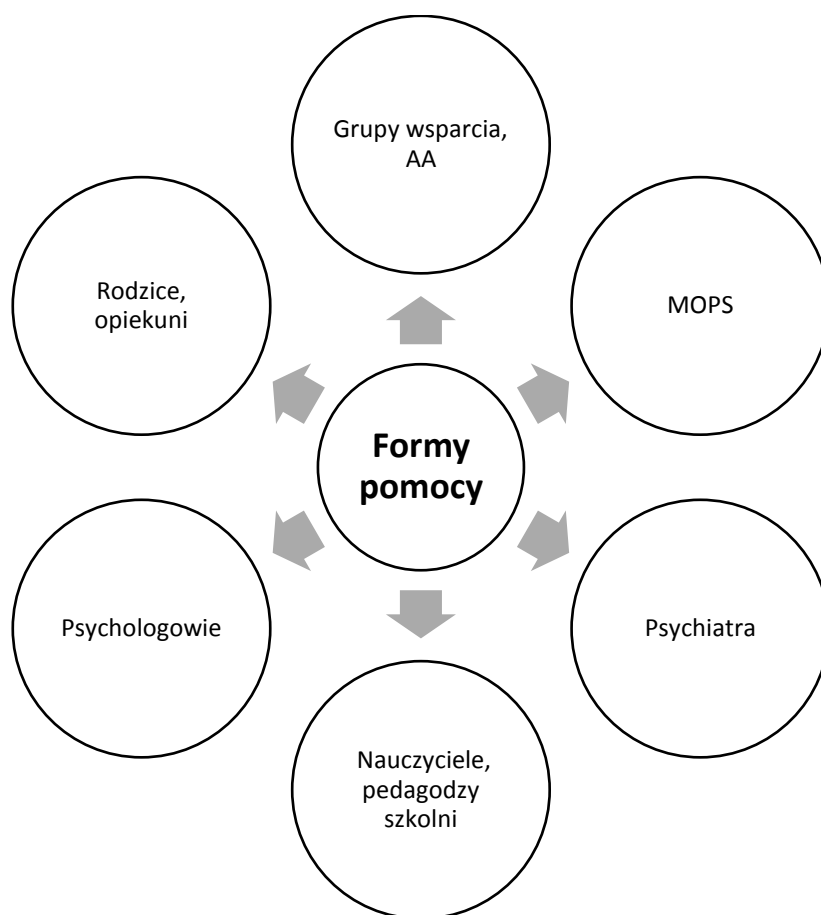 Grupy wsparcia,
AA
Rodzice,
opiekuni
MOPS
Formy
pomocy
Psychologowie
Psychiatra
Nauczyciele,
pedagodzy
szkolni